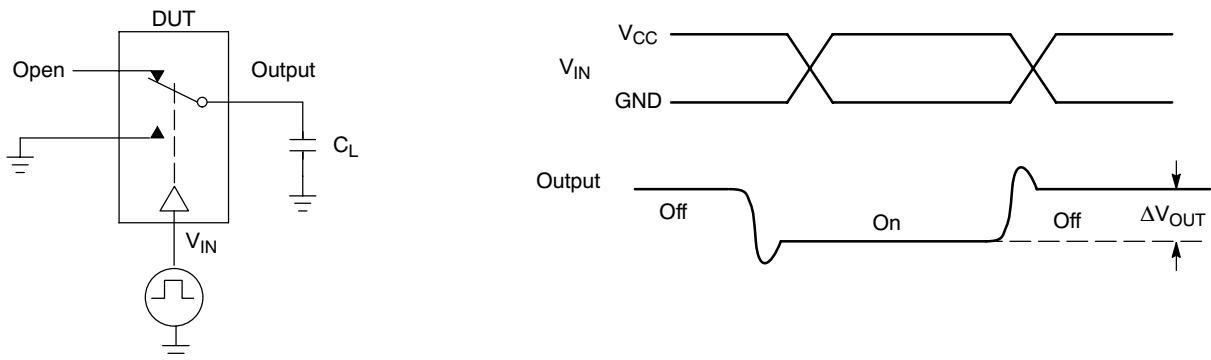 DUT
Open
Output
C_L
V_IN
V_CC
V_IN
GND
Output
Off
On
Off
ΔV_OUT